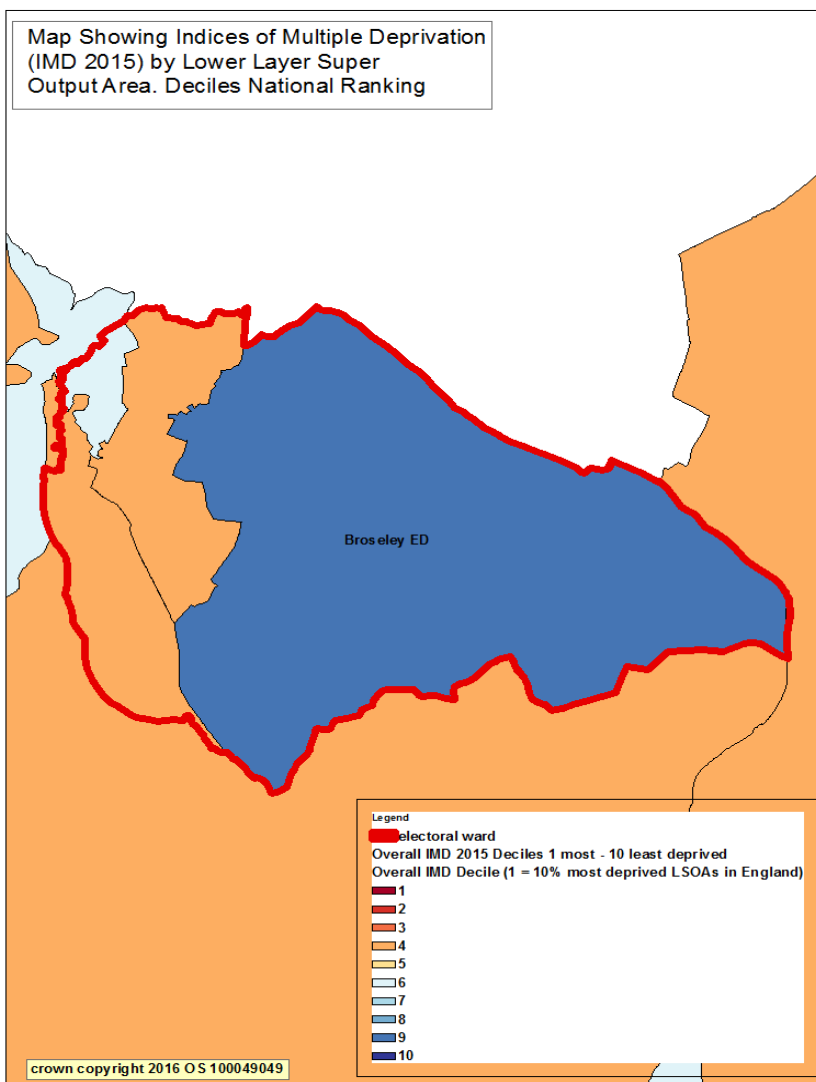 Map Showing Indices of Multiple Deprivation
(IMD 2015) by Lower Layer Super
Output Area. Deciles National Ranking
Broseley ED
Legend
electoral ward
Overall IMD 2015 Deciles 1 most - 10 least deprived
Overall IMD Decile (1 = 10% most deprived LSOAs in England)
1
2
3
4
5
6
7
8
9
10
crown copyright 2016 OS 100049049